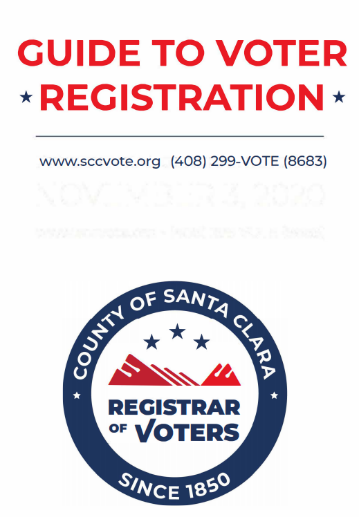 GUIDE TO VOTER
★ REGISTRATION ★
www.sccvote.org (408) 299-VOTE (8683)
NOVEMBER 3, 2020
COUNTY OF SANTA CLARA
REGISTRAR
OF VOTERS
SINCE 1850